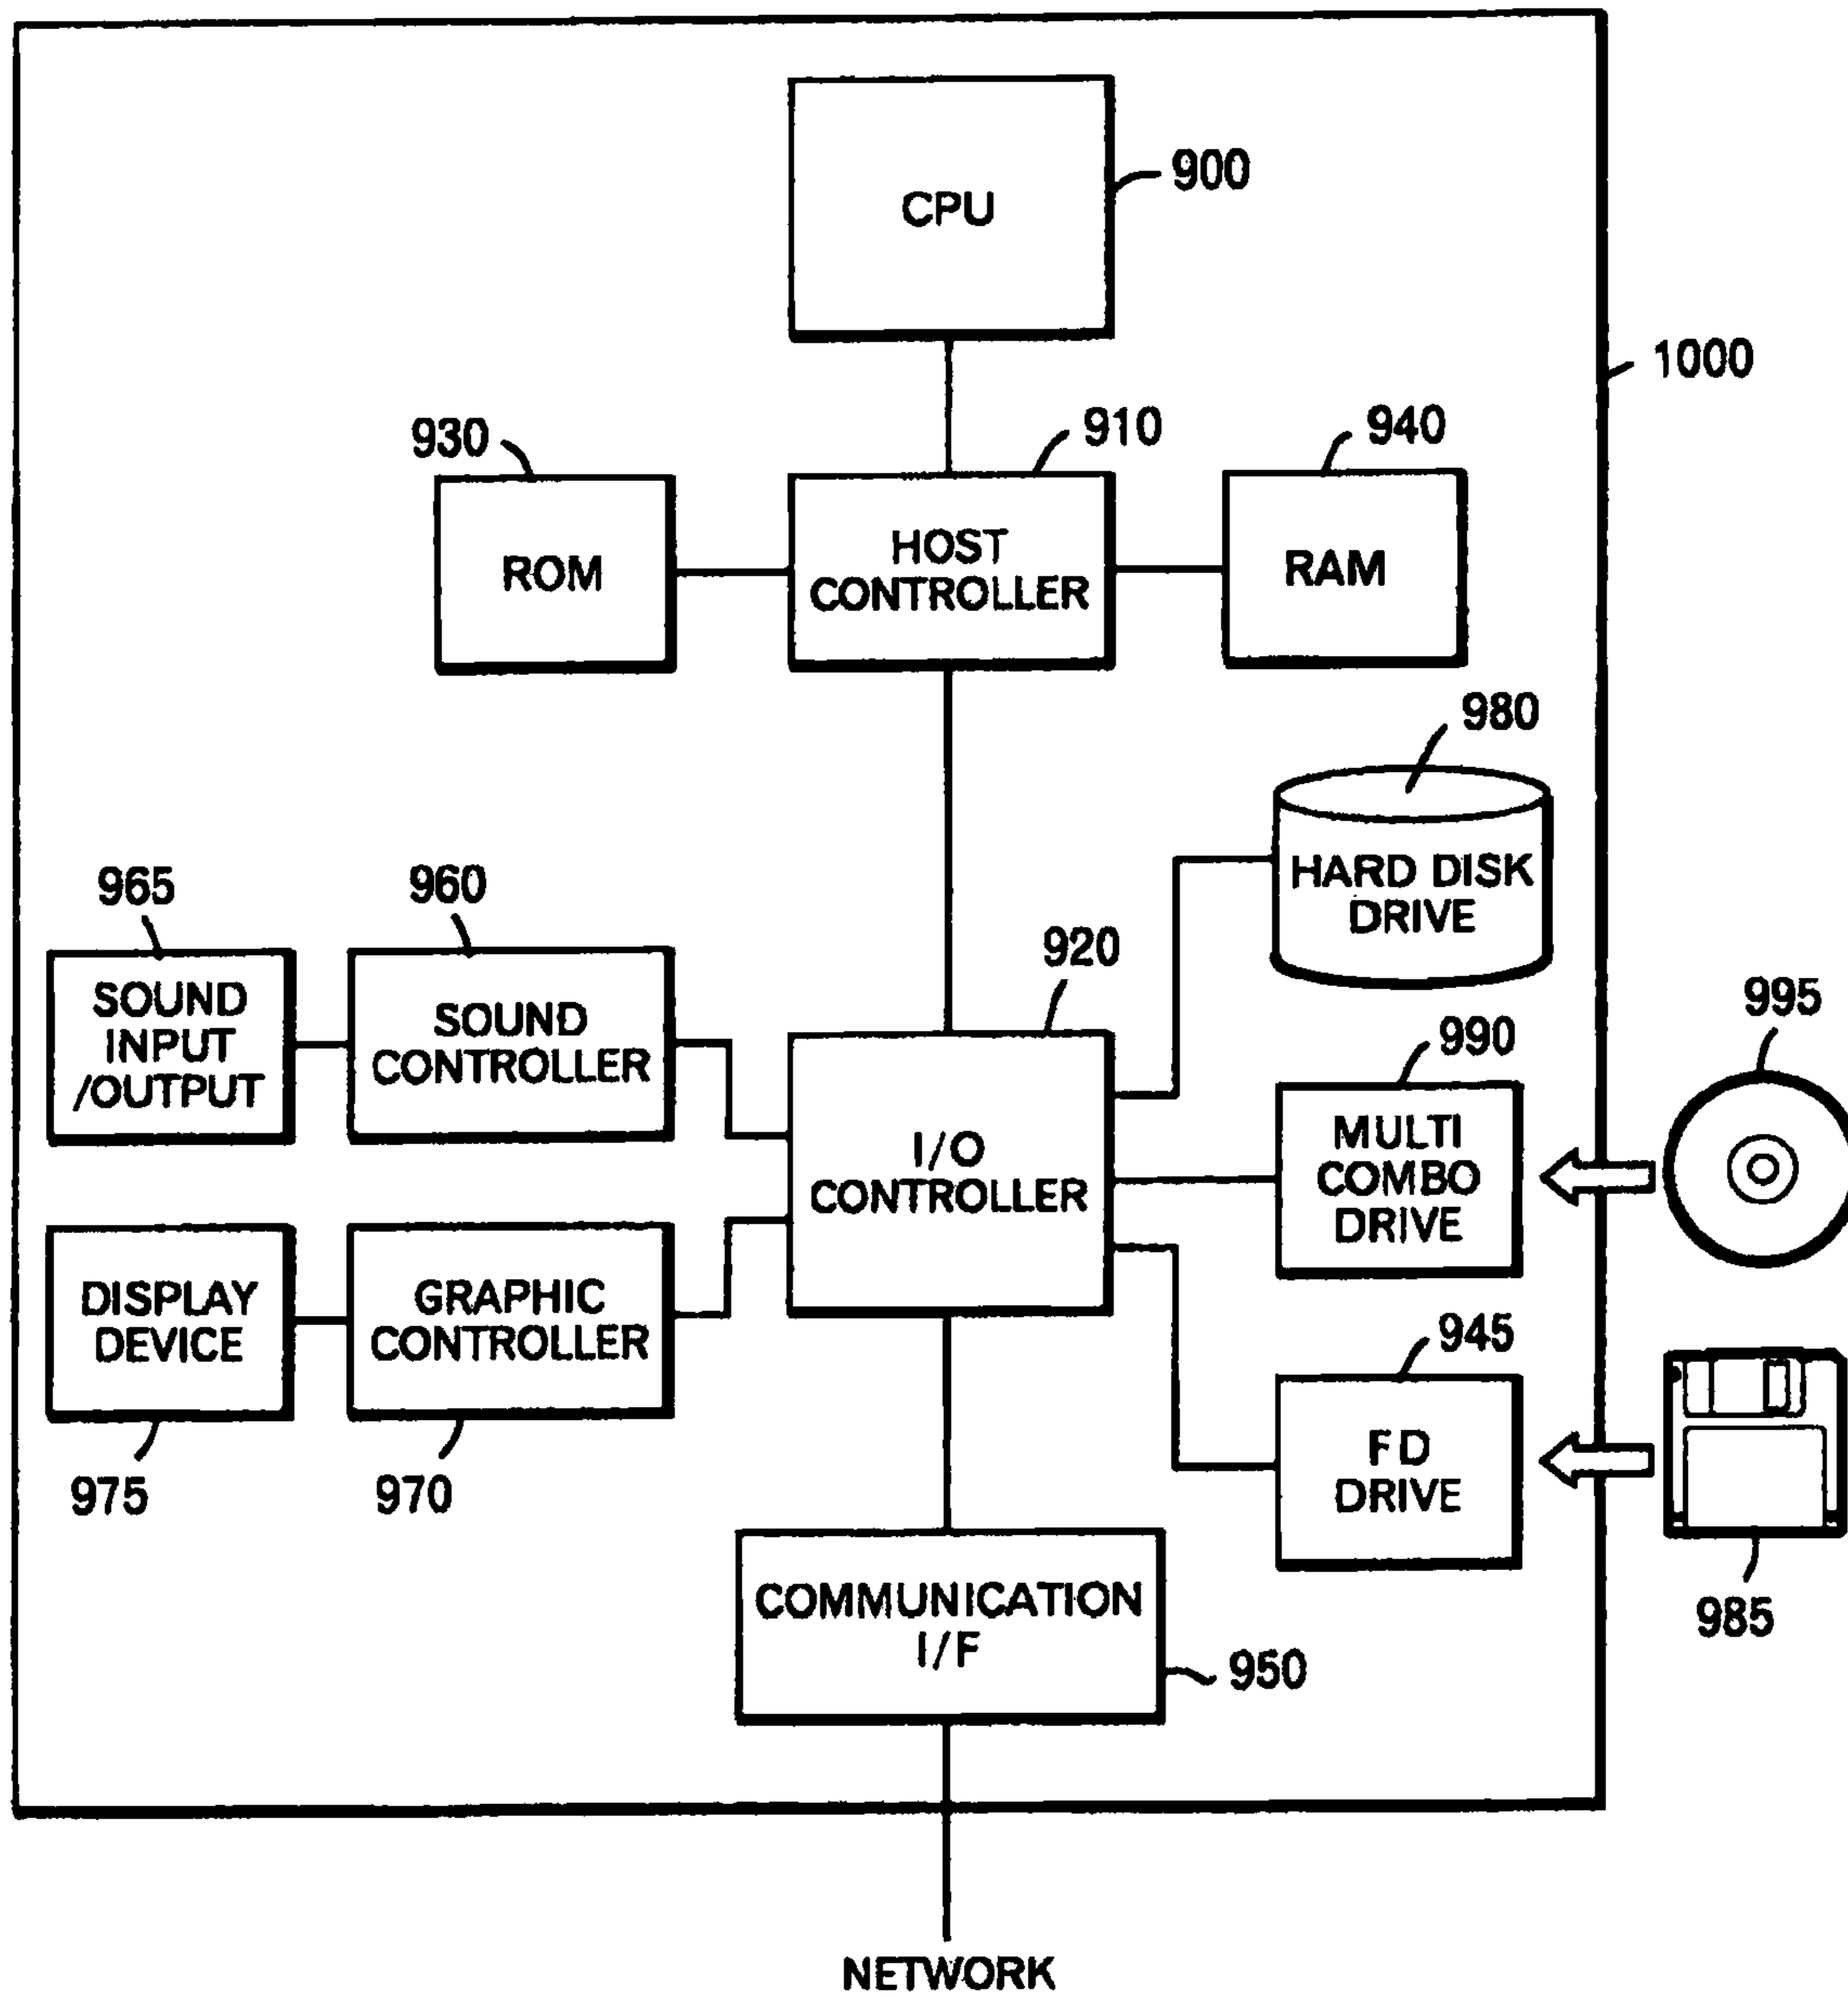 CPU
900
1000
930
910
940
ROM
HOST
CONTROLLER
RAM
980
HARD DISK
DRIVE
965
960
920
995
SOUND
INPUT
/OUTPUT
SOUND
CONTROLLER
990
I/O
CONTROLLER
MULTI
COMBO
DRIVE
DISPLAY
DEVICE
GRAPHIC
CONTROLLER
945
975
970
FD
DRIVE
985
COMMUNICATION
I/F
950
NETWORK